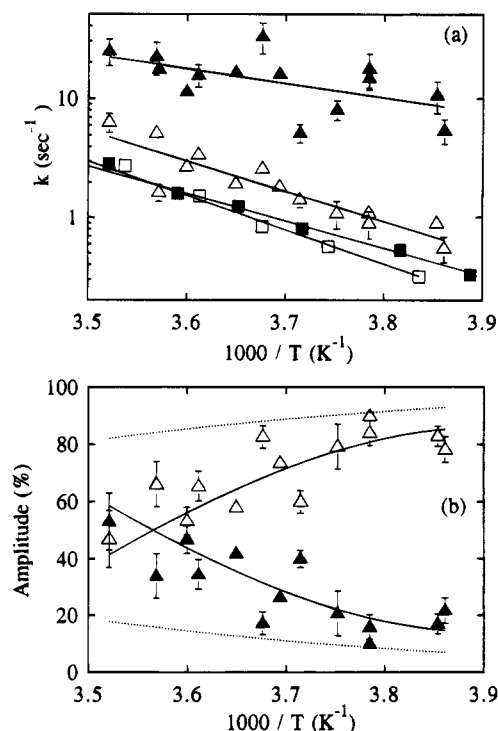 (a)
k (sec⁻¹)
10
1
3.5 3.6 3.7 3.8 3.9
1000 / T (K⁻¹)
(b)
Amplitude (%)
100
80
60
40
20
0
3.5 3.6 3.7 3.8 3.9
1000 / T (K⁻¹)